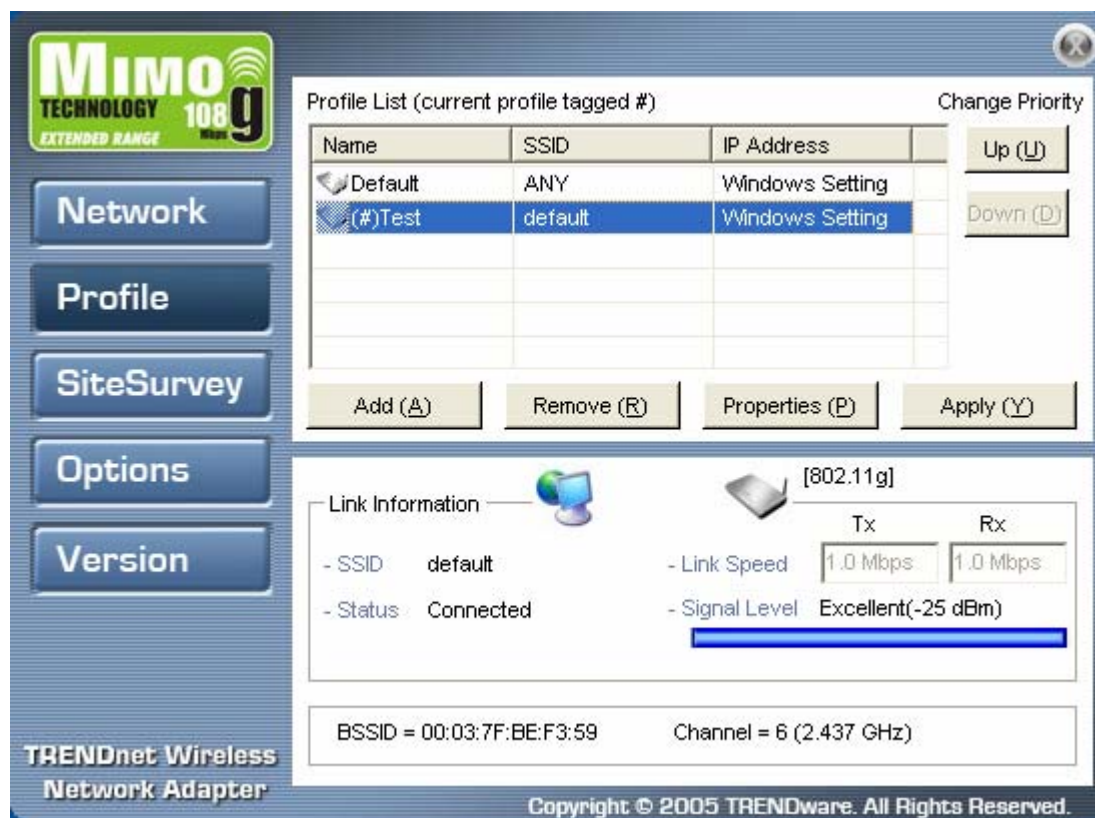 MIMO
TECHNOLOGY 108 g
EXTENDED RANGE Mbps
Network
Profile
SiteSurvey
Options
Version
TRENDnet Wireless
Network Adapter
Profile List (current profile tagged #)
Change Priority
Name SSID IP Address
Default ANY Windows Setting
(#)Test default Windows Setting
Up (U)
Down (D)
Add (A) Remove (R) Properties (P) Apply (Y)
Link Information
[802.11g]
Tx Rx
- SSID default
- Link Speed 1.0 Mbps 1.0 Mbps
- Status Connected
- Signal Level Excellent(-25 dBm)
BSSID = 00:03:7F:BE:F3:59 Channel = 6 (2.437 GHz)
Copyright © 2005 TRENDware. All Rights Reserved.